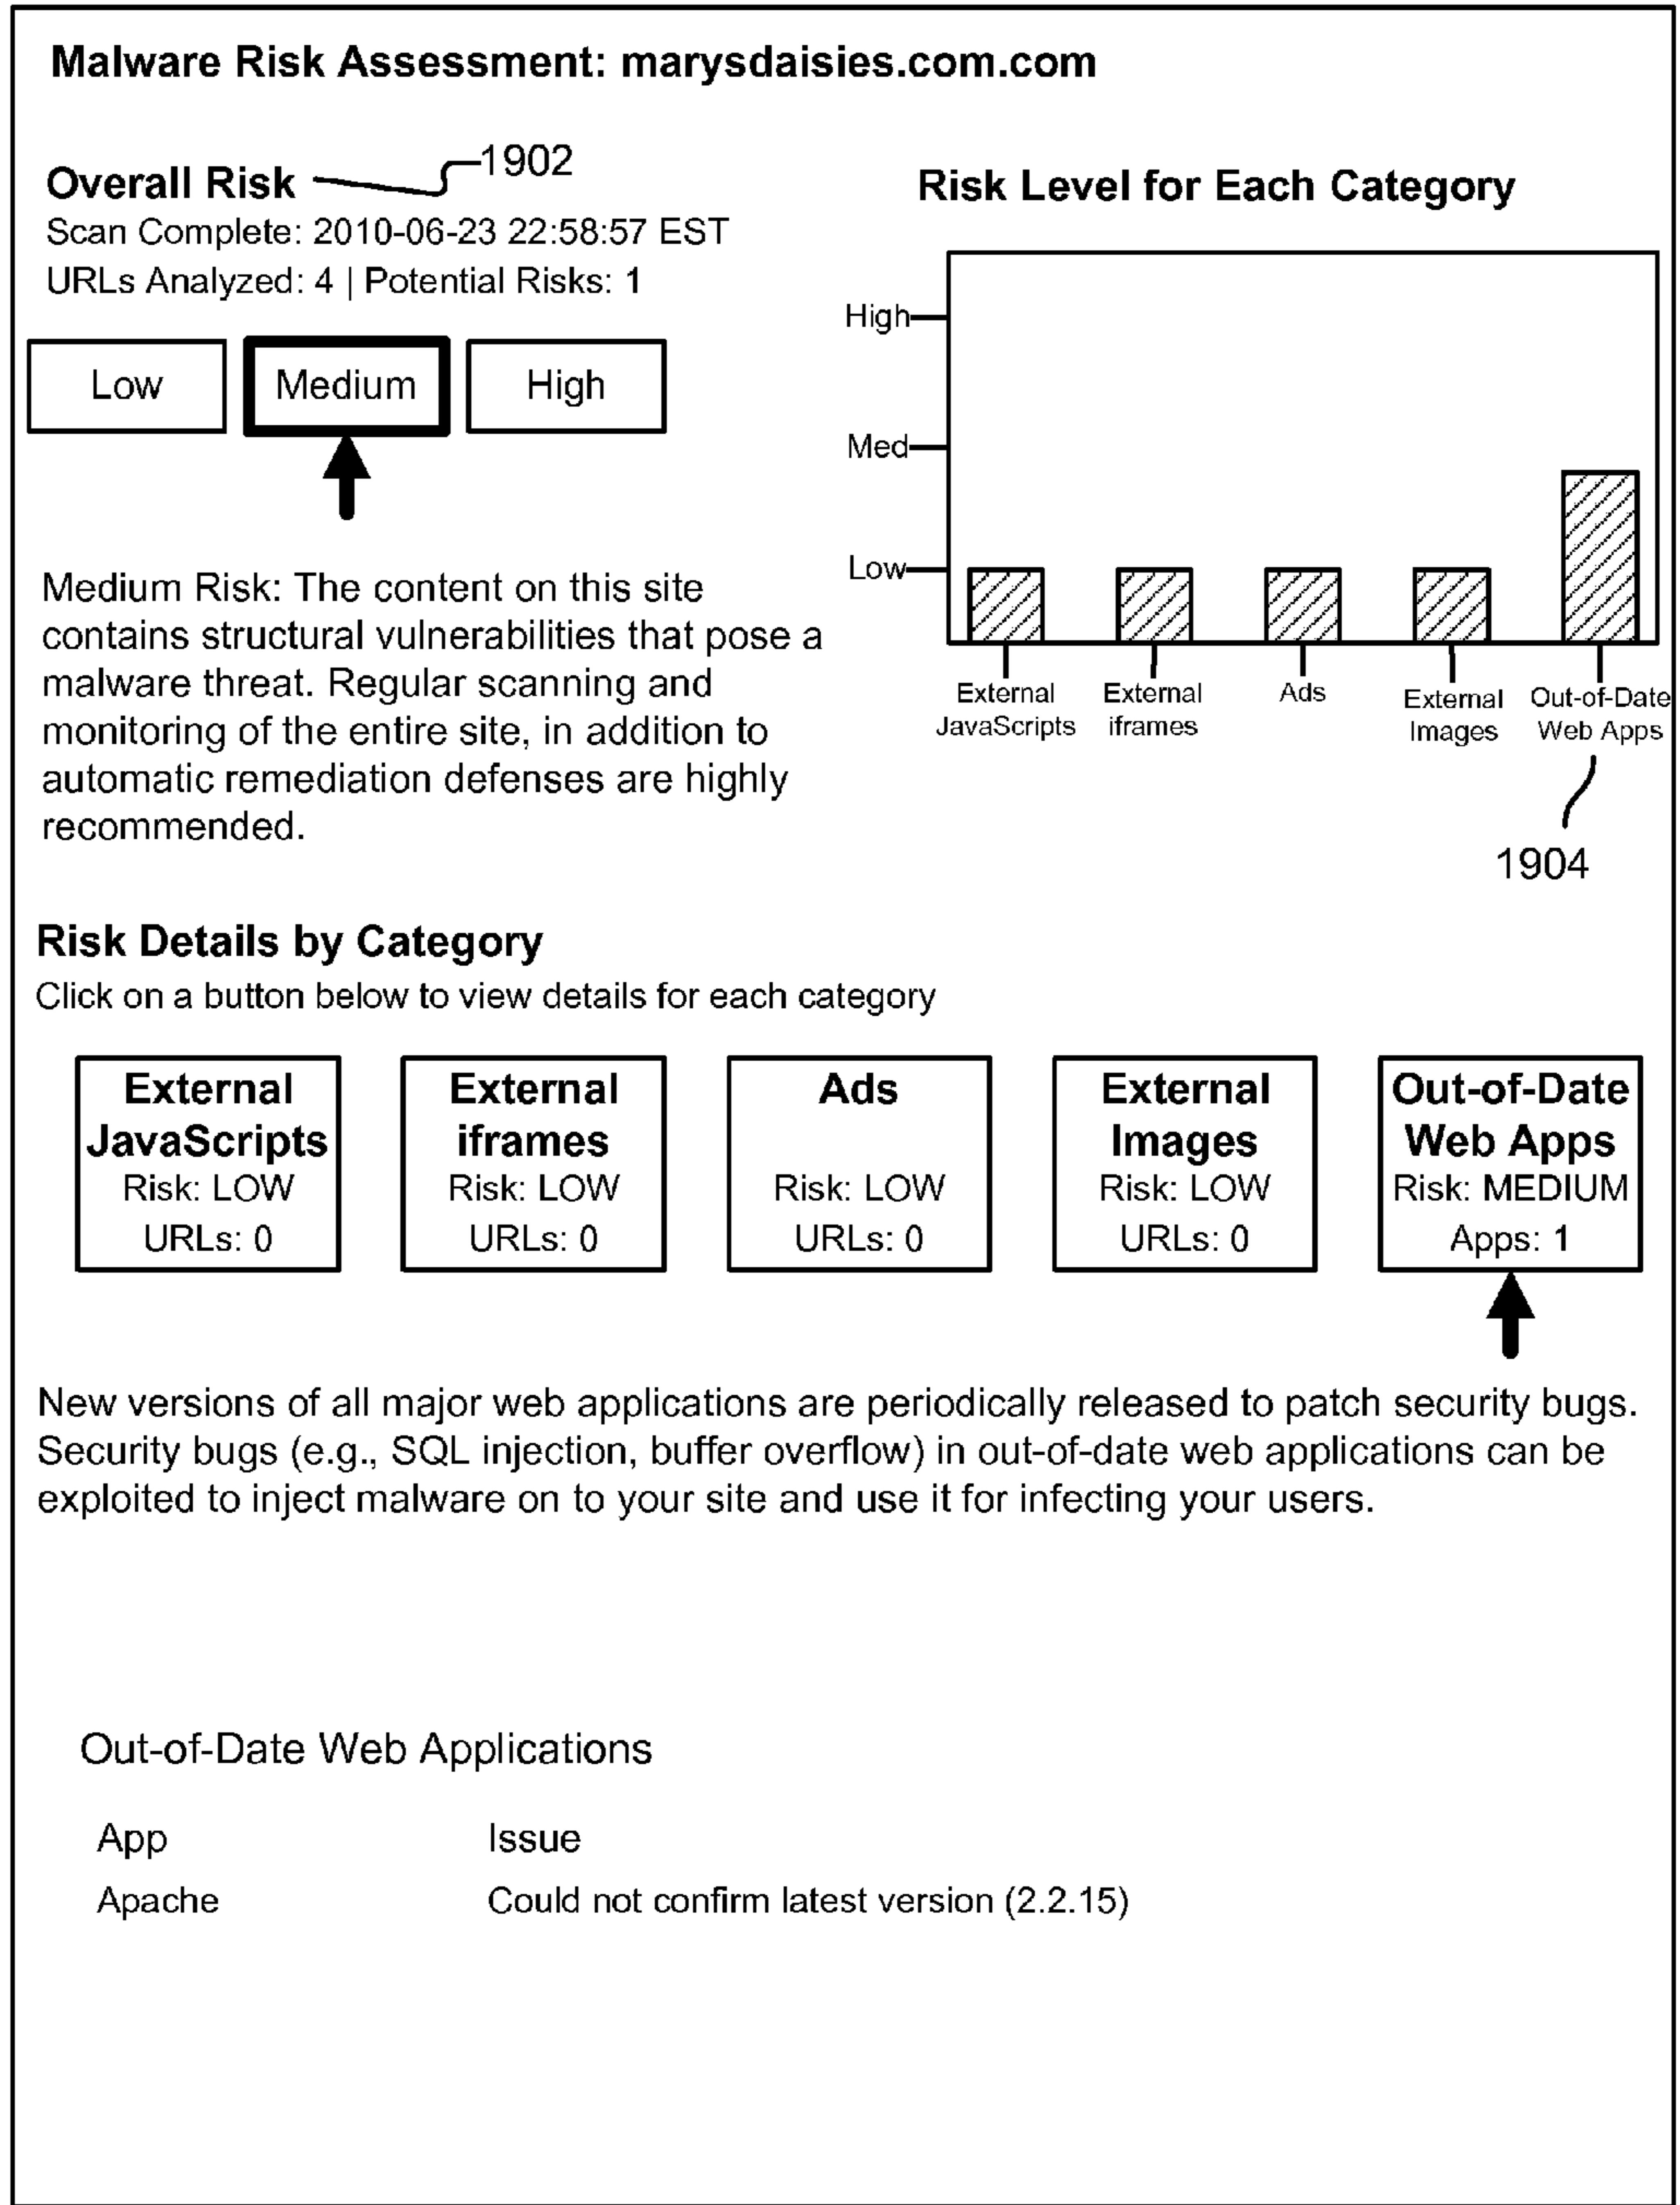 Malware Risk Assessment: marysdaisies.com.com
Overall Risk
1902
Scan Complete: 2010-06-23 22:58:57 EST
URLs Analyzed: 4 | Potential Risks: 1
Low
Medium
High
Medium Risk: The content on this site
contains structural vulnerabilities that pose a
malware threat. Regular scanning and
monitoring of the entire site, in addition to
automatic remediation defenses are highly
recommended.
Risk Level for Each Category
High
Med
Low
External
JavaScripts
External
iframes
Ads
External
Images
Out-of-Date
Web Apps
1904
Risk Details by Category
Click on a button below to view details for each category
External
JavaScripts
Risk: LOW
URLs: 0
External
iframes
Risk: LOW
URLs: 0
Ads
Risk: LOW
URLs: 0
External
Images
Risk: LOW
URLs: 0
Out-of-Date
Web Apps
Risk: MEDIUM
Apps: 1
New versions of all major web applications are periodically released to patch security bugs.
Security bugs (e.g., SQL injection, buffer overflow) in out-of-date web applications can be
exploited to inject malware on to your site and use it for infecting your users.
Out-of-Date Web Applications
App Issue
Apache Could not confirm latest version (2.2.15)